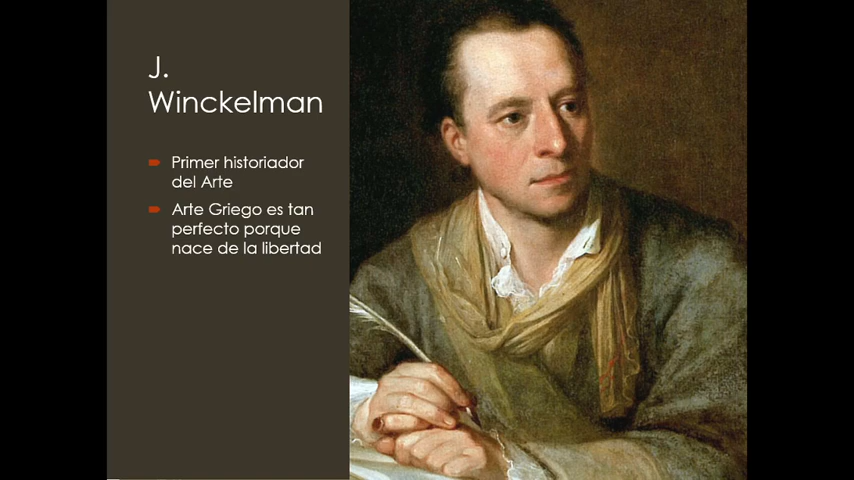 J.
Winckelman
Primer historiador
del Arte
Arte Griego es tan
perfecto porque
nace de la libertad